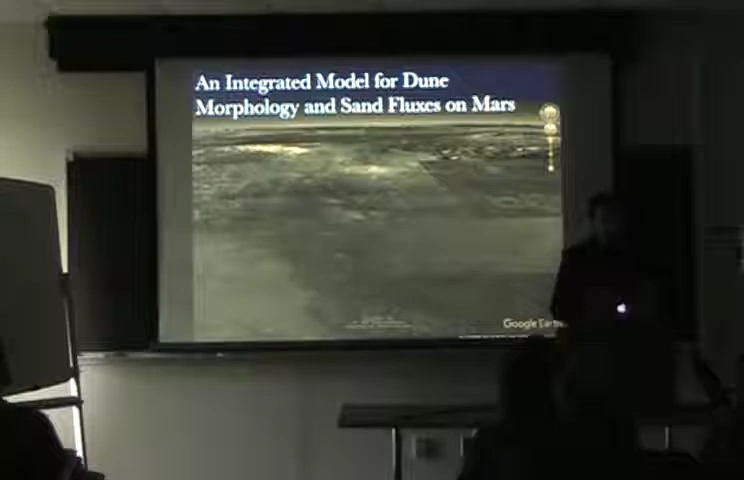 An Integrated Model for Dune
Morphology and Sand Fluxes on Mars
Google Earth